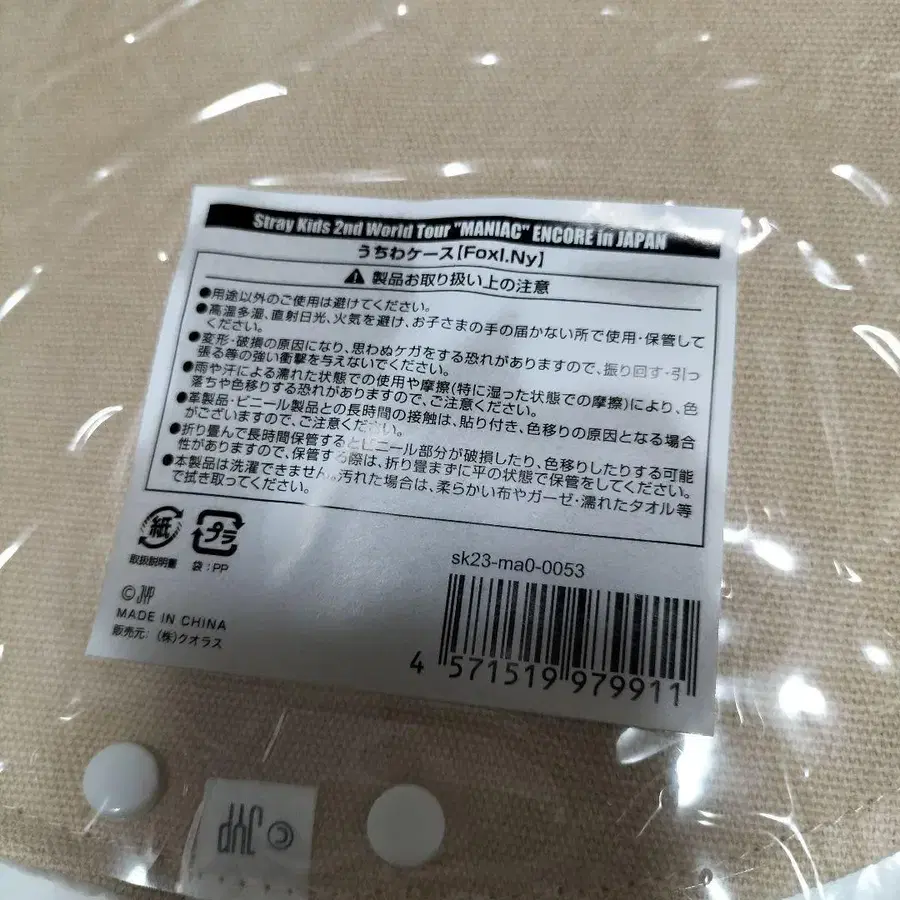 Stray Kids 2nd World Tour "MANIAC" ENCORE in JAPAN
うちわケース[FoxI.Ny]
⚠ 製品お取り扱い上の注意
●用途以外のご使用は避けてください。
●高温多湿、直射日光、火気を避け、お子さまの手の届かない所で使用・保管して
ください。
●変形・破損の原因になり、思わぬケガをする恐れがありますので、振り回す・引っ
張る等の強い衝撃を与えないでください。
●雨や汗による濡れた状態での使用や摩擦(特に湿った状態での摩擦)により、色
落ちや色移りする恐れがありますので、ご注意ください。
●革製品・ビニール製品との長時間の接触は、貼り付き、色移りの原因となる場合
がございますので、ご注意ください。
●折り畳んで長時間保管するとビニール部分が破損したり、色移りしたりする可能
性がありますので、保管する際は、折り畳まずに平の状態で保管をしてください。
●本製品は洗濯できません。汚れた場合は、柔らかい布やガーゼ・濡れたタオル等
で拭き取ってください。
紙
プラ
取扱説明書
袋：PP
sk23-ma0-0053
©JYP
MADE IN CHINA
販売元：(株)クオラス
4 571519 979911
©JYP